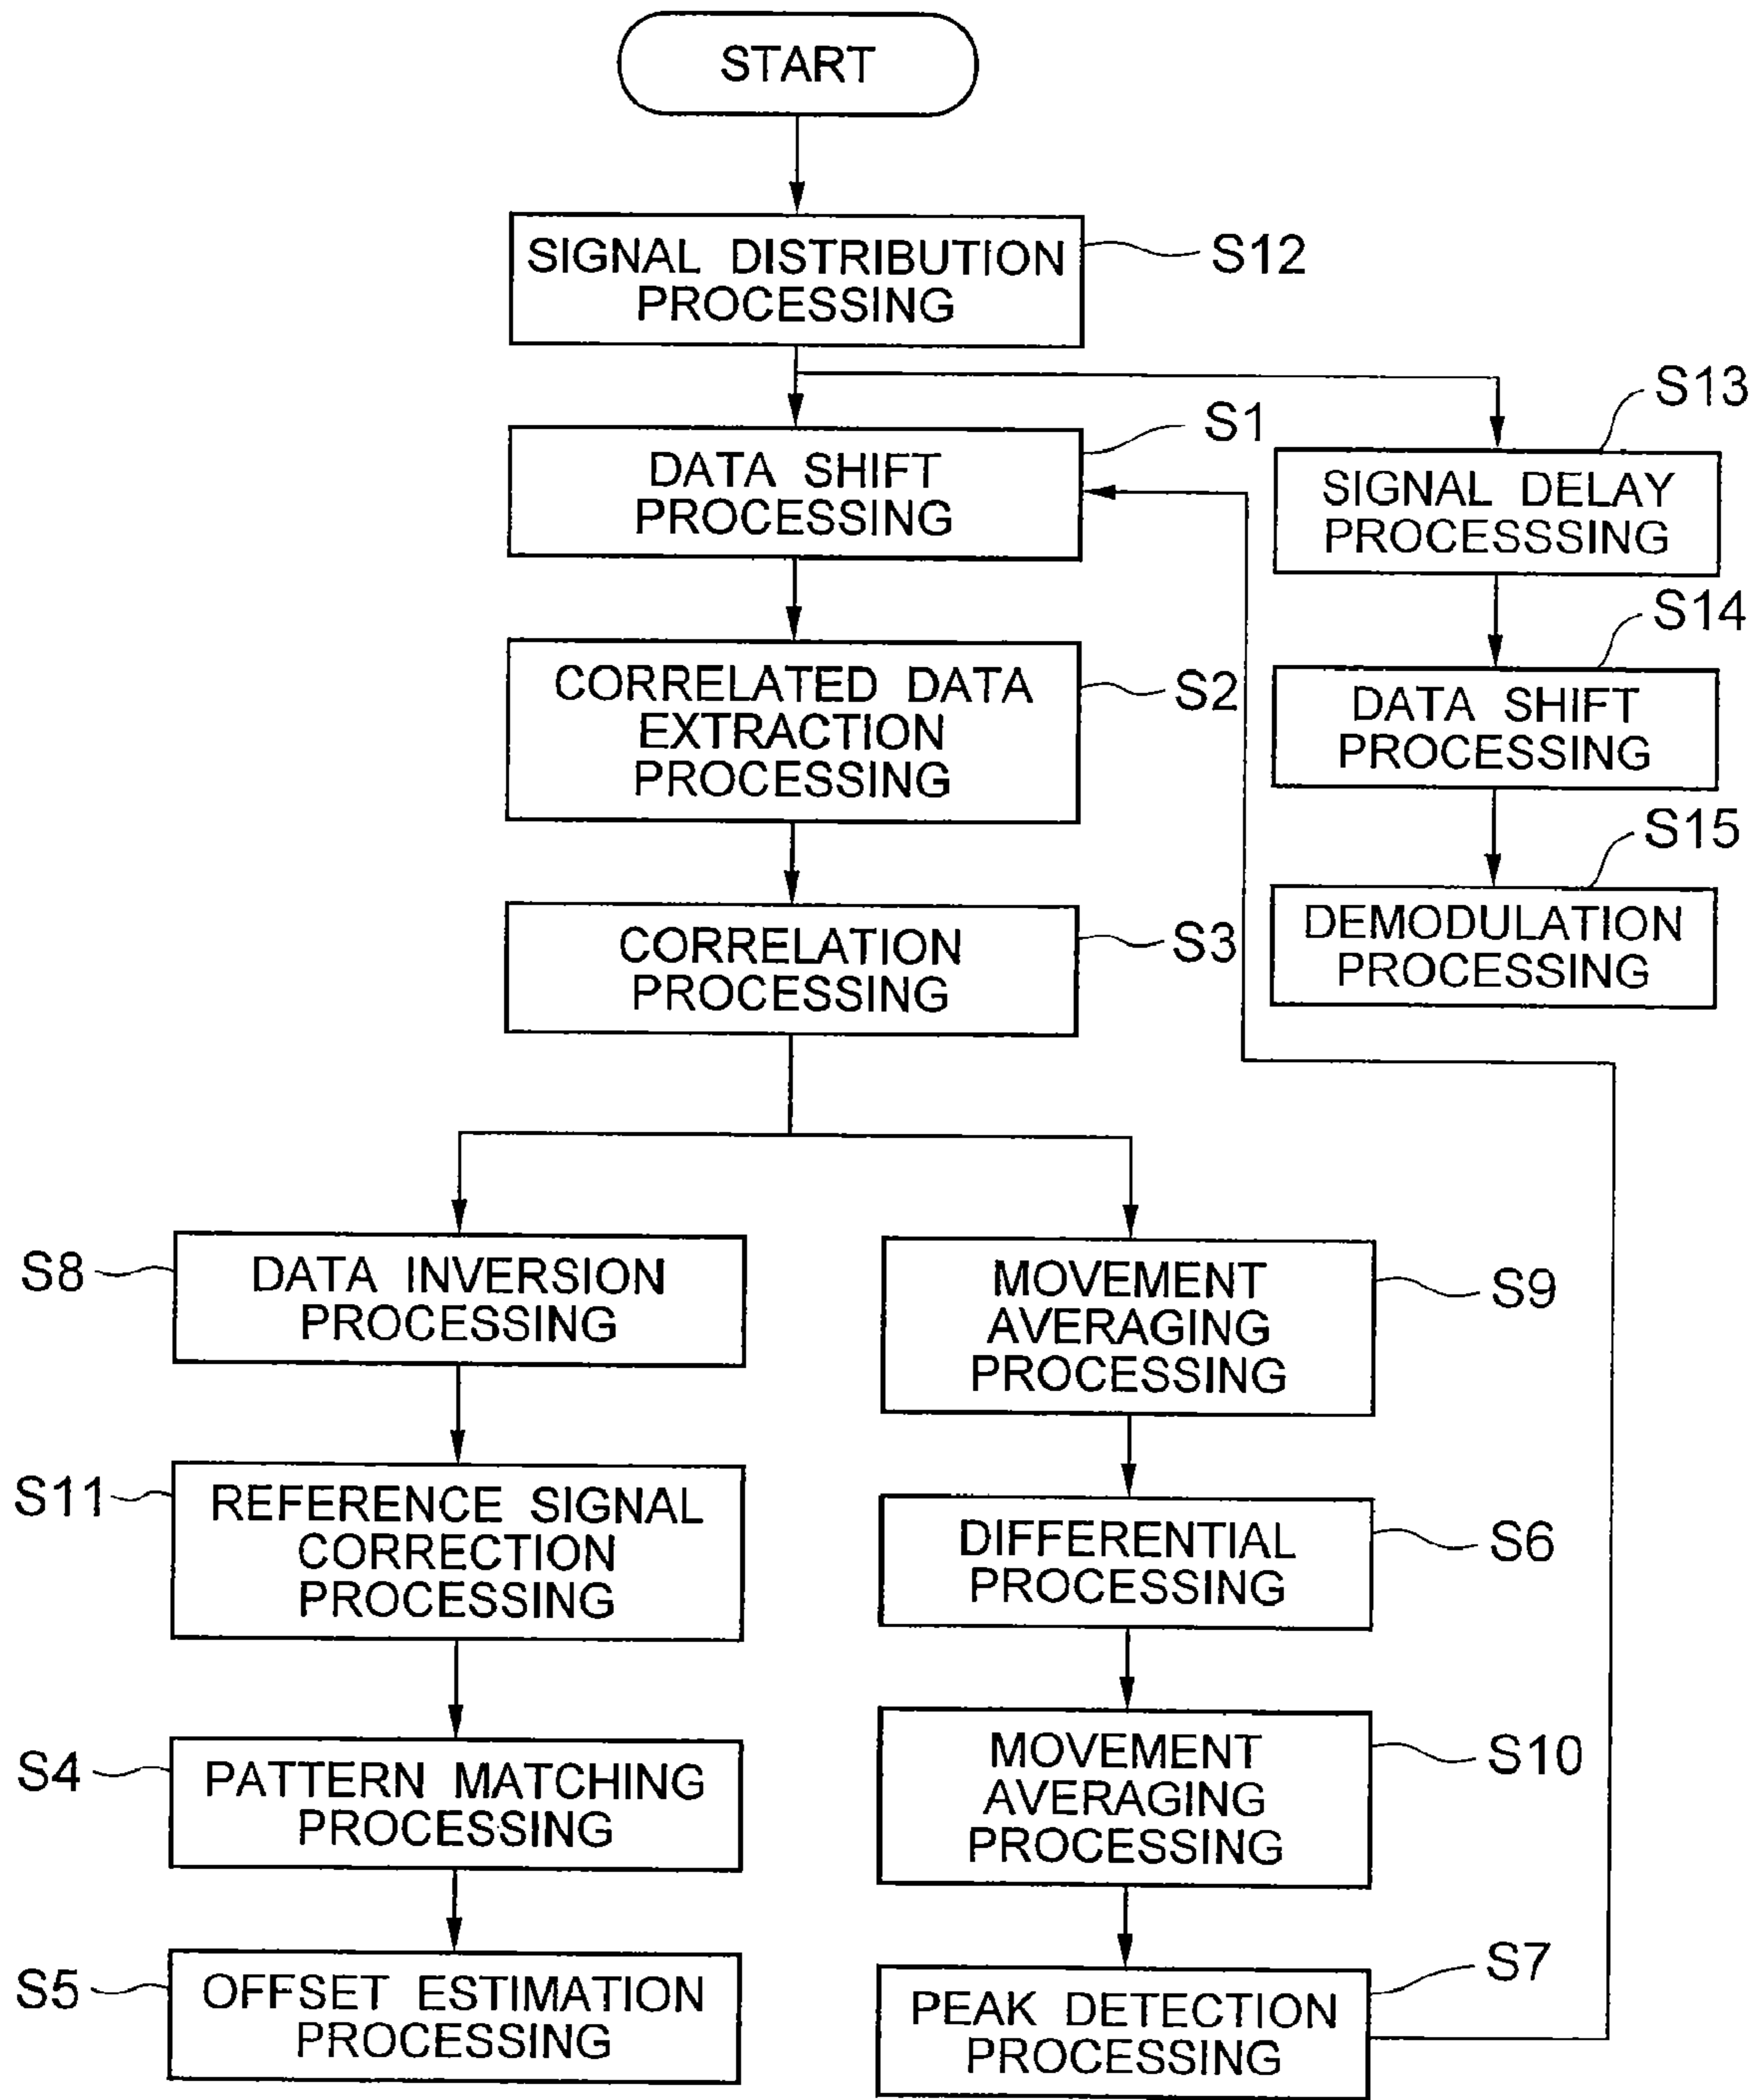 START
SIGNAL DISTRIBUTION
PROCESSING
S12
S13
S1
DATA SHIFT
PROCESSING
SIGNAL DELAY
PROCESSSING
S14
CORRELATED DATA
EXTRACTION
PROCESSING
S2
DATA SHIFT
PROCESSING
S15
CORRELATION
PROCESSING
S3
DEMODULATION
PROCESSING
S8
DATA INVERSION
PROCESSING
MOVEMENT
AVERAGING
PROCESSING
S9
S11
REFERENCE SIGNAL
CORRECTION
PROCESSING
DIFFERENTIAL
PROCESSING
S6
S4
PATTERN MATCHING
PROCESSING
MOVEMENT
AVERAGING
PROCESSING
S10
S5
OFFSET ESTIMATION
PROCESSING
PEAK DETECTION
PROCESSING
S7